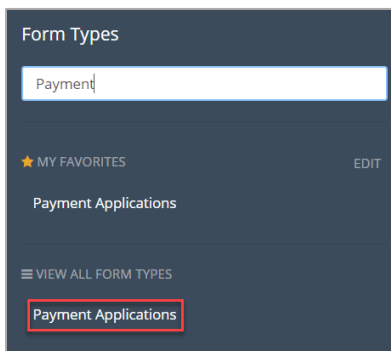 Form Types
Payment
MY FAVORITES EDIT
Payment Applications
VIEW ALL FORM TYPES
Payment Applications